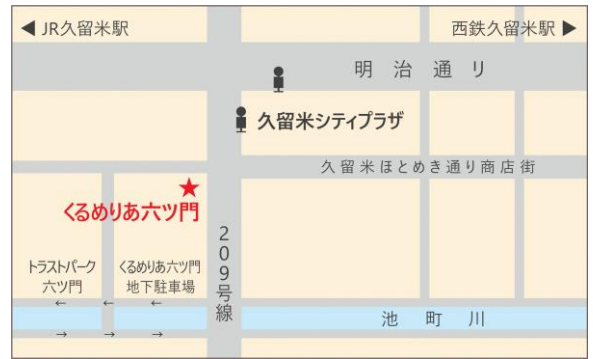 ◀ JR久留米駅
西鉄久留米駅 ▶
明治通り
久留米シティプラザ
久留米ほとめき通り商店街
★
くるめりあ六ツ門
209号線
トラストパーク
六ツ門
くるめりあ六ツ門
地下駐車場
← ← ←
池町川
→ → →